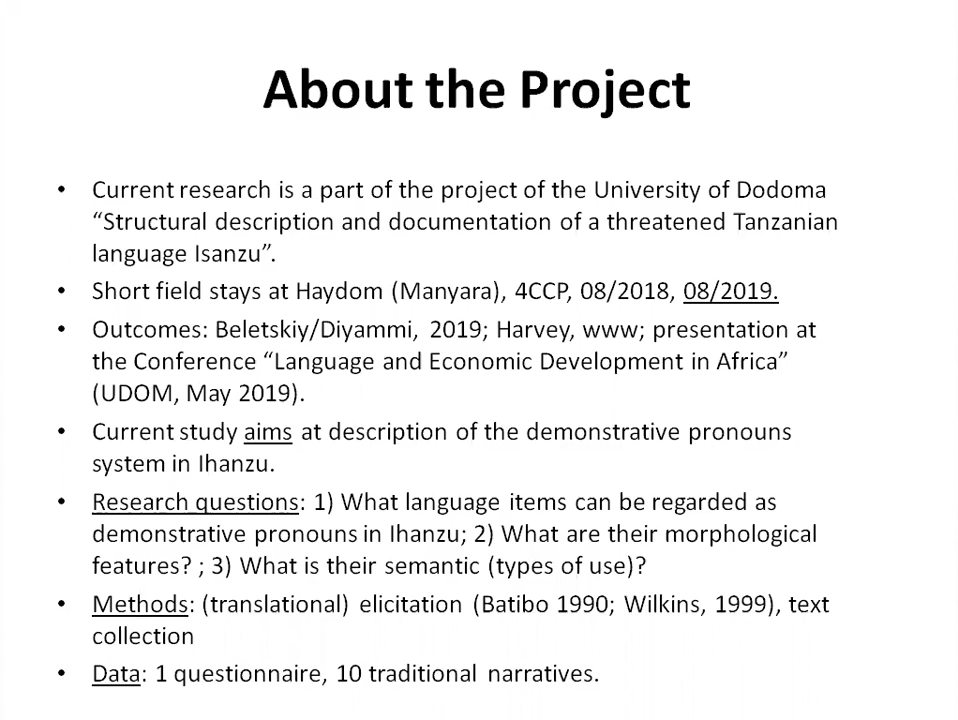 About the Project
• Current research is a part of the project of the University of Dodoma
“Structural description and documentation of a threatened Tanzanian
language Isanzu”.
• Short field stays at Haydom (Manyara), 4CCP, 08/2018, 08/2019.
• Outcomes: Beletskiy/Diyammi, 2019; Harvey, www; presentation at
the Conference “Language and Economic Development in Africa”
(UDOM, May 2019).
• Current study aims at description of the demonstrative pronouns
system in Ihanzu.
• Research questions: 1) What language items can be regarded as
demonstrative pronouns in Ihanzu; 2) What are their morphological
features? ; 3) What is their semantic (types of use)?
• Methods: (translational) elicitation (Batibo 1990; Wilkins, 1999), text
collection
• Data: 1 questionnaire, 10 traditional narratives.